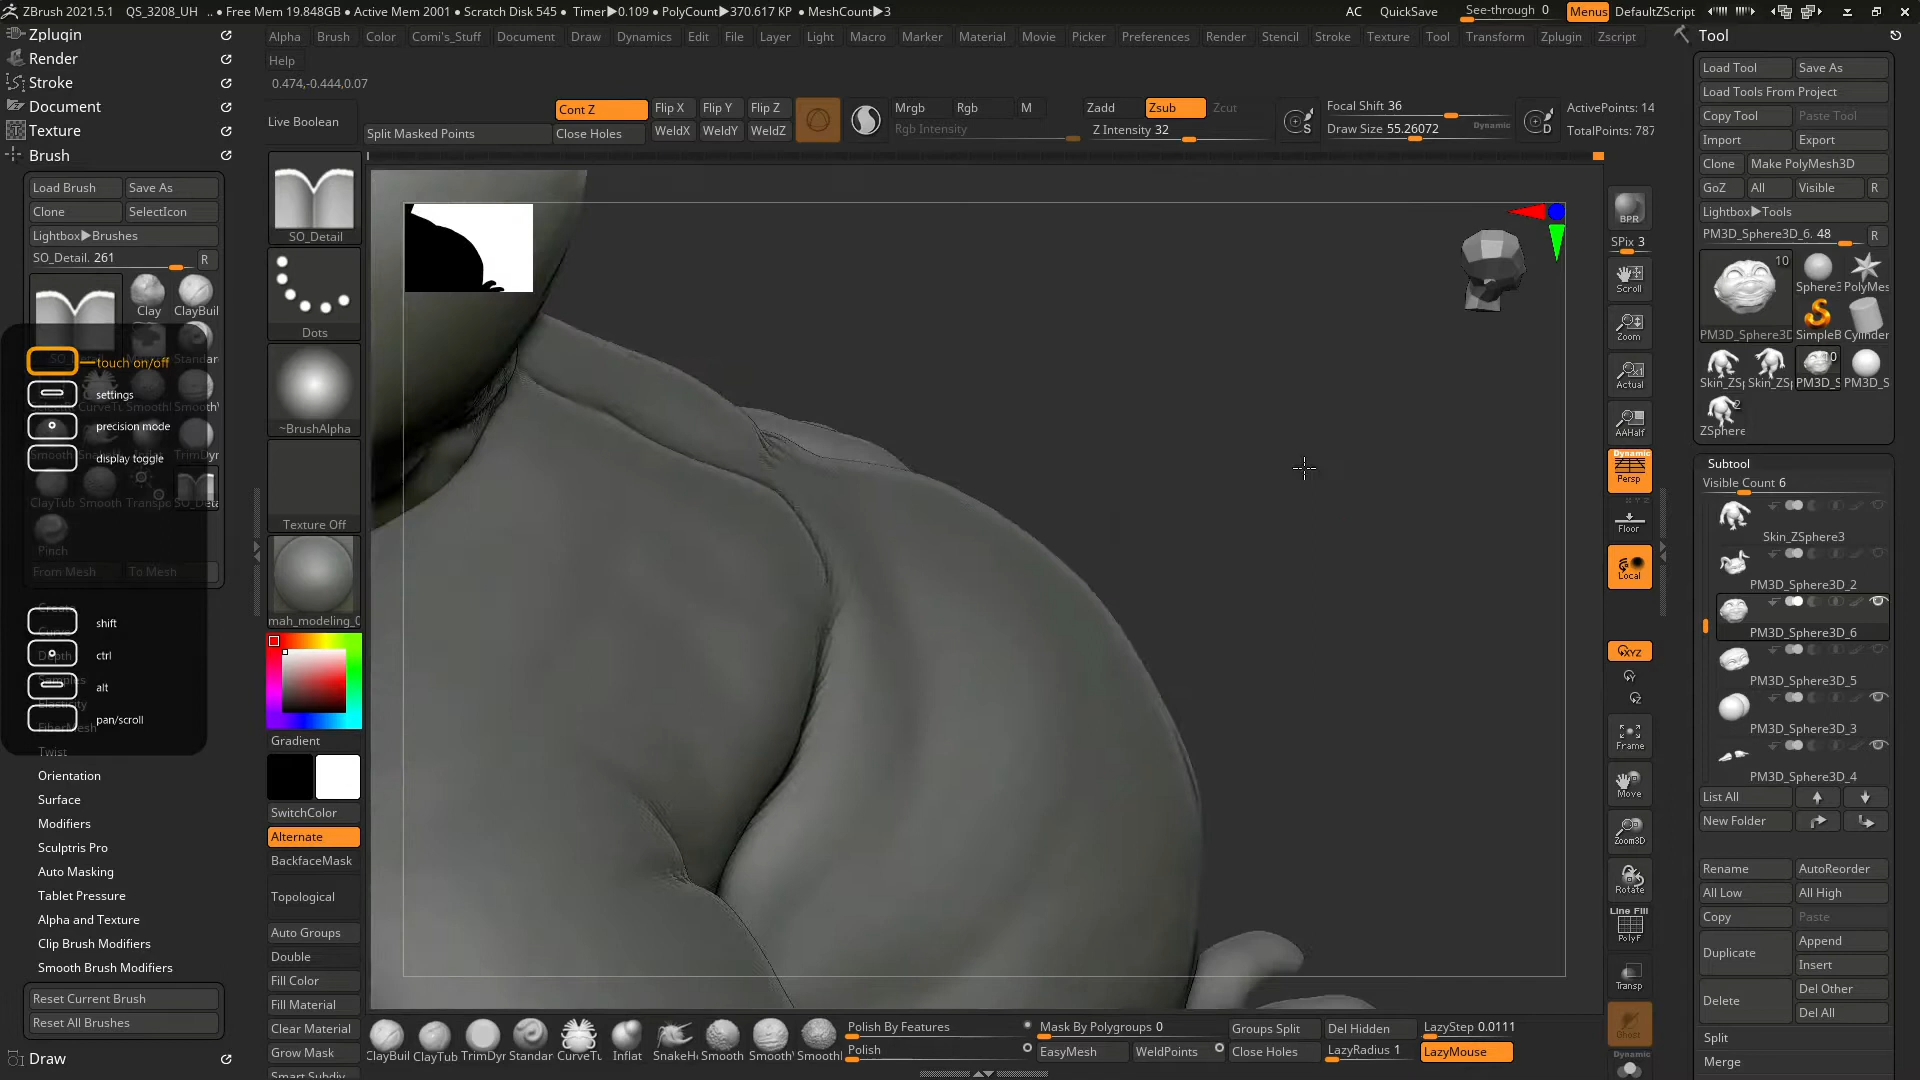 ZBrush 2021.5.1 QS_3208_UH .. • Free Mem 19.848GB • Active Mem 2001 • Scratch Disk 545 • Timer▶0.109 • PolyCount▶370.617 KP • MeshCount▶3 AC QuickSave See-through 0 Menus DefaultZScript
Zplugin
Render
Stroke
Document
Texture
Brush
Load Brush Save As
Clone SelectIcon
Lightbox▶Brushes
SO_Detail. 261 R
Clay ClayBuil
touch on/off
settings
precision mode
display toggle
Pinch
From Mesh To Mesh
shift
ctrl
alt
pan/scroll
Twist
Orientation
Surface
Modifiers
Sculptris Pro
Auto Masking
Tablet Pressure
Alpha and Texture
Clip Brush Modifiers
Smooth Brush Modifiers
Reset Current Brush
Reset All Brushes
Draw
Alpha Brush Color Comi's_Stuff Document Draw Dynamics Edit File Layer Light Macro Marker Material Movie Picker Preferences Render Stencil Stroke Texture Tool Transform Zplugin Zscript
Help
0.474,-0.444,0.07
Live Boolean
Split Masked Points
Cont Z
Close Holes
Flip X Flip Y Flip Z
WeldX WeldY WeldZ
Mrgb Rgb M
Rgb Intensity
Zadd Zsub Zcut
Z Intensity 32
S
Focal Shift 36
Draw Size 55.26072 Dynamic
D
ActivePoints: 14
TotalPoints: 787
SO_Detail
Dots
~BrushAlpha
Texture Off
mah_modeling_0
Gradient
SwitchColor
Alternate
BackfaceMask
Topological
Auto Groups
Double
Fill Color
Fill Material
Clear Material
Grow Mask
Smart Subdiv
ClayBuil ClayTub TrimDyr Standar CurveTu Inflat SnakeHo Smooth Smooth Smooth
Polish By Features
Polish
Mask By Polygroups 0
EasyMesh WeldPoints
Groups Split
Close Holes
Del Hidden
LazyRadius 1
LazyStep 0.0111
LazyMouse
BPR
SPix 3
Scroll
Zoom
Actual
AAHalf
Dynamic
Persp
Floor
Local
XYZ
Frame
Move
Zoom3D
Rotate
Line Fill
PolyF
Transp
Ghost
Dynamic
Tool
Load Tool Save As
Load Tools From Project
Copy Tool Paste Tool
Import Export
Clone Make PolyMesh3D
GoZ All Visible R
Lightbox▶Tools
PM3D_Sphere3D_6. 48 R
10
Sphere3 PolyMes
PM3D_Sphere3D SimpleB Cylinder
10
Skin_ZSp Skin_ZSp PM3D_S PM3D_S
2
ZSphere
Subtool
Visible Count 6
Skin_ZSphere3
PM3D_Sphere3D_2
PM3D_Sphere3D_6
PM3D_Sphere3D_5
PM3D_Sphere3D_3
PM3D_Sphere3D_4
List All
New Folder
Rename AutoReorder
All Low All High
Copy Paste
Duplicate Append
Insert
Delete Del Other
Del All
Split
Merge